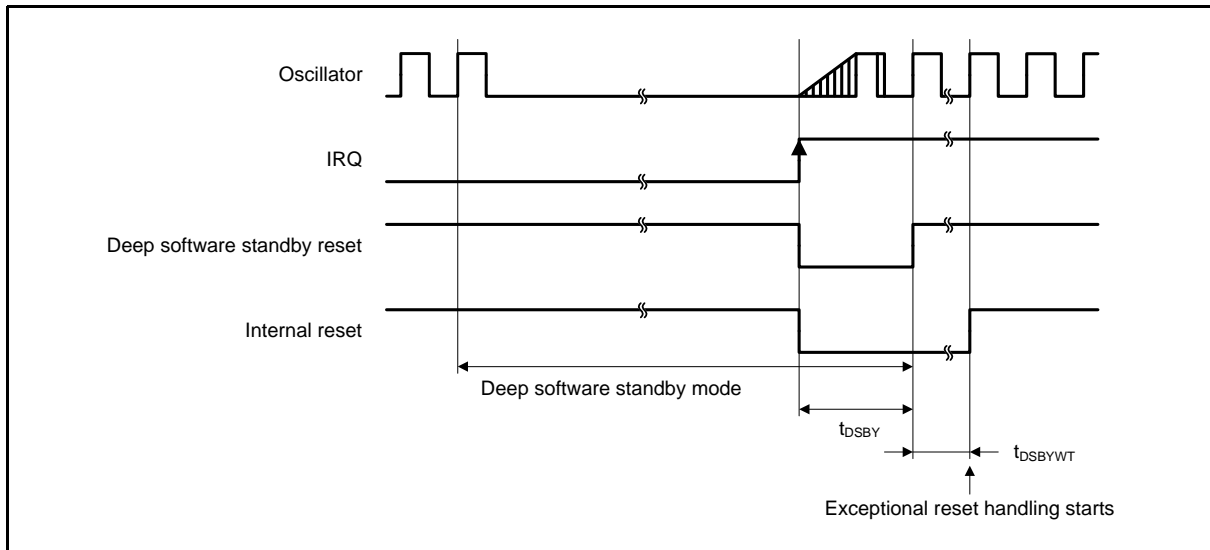 Oscillator
IRQ
Deep software standby reset
Internal reset
Deep software standby mode
tDSBY
tDSBYWT
Exceptional reset handling starts